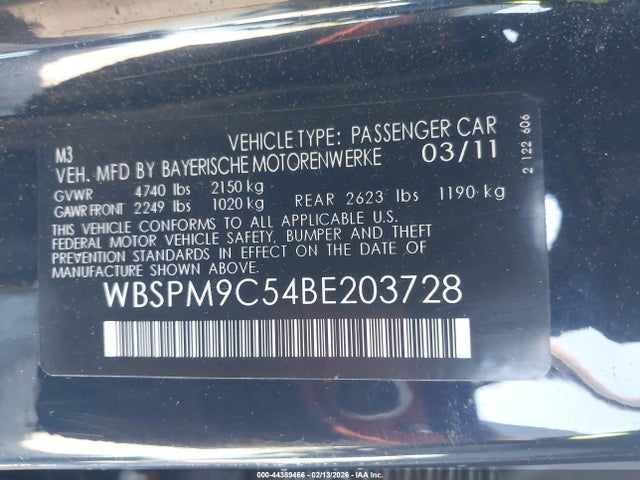 M3 VEHICLE TYPE: PASSENGER CAR
VEH. MFD BY BAYERISCHE MOTORENWERKE 03/11
GVWR 4740 lbs 2150 kg
GAWR FRONT 2249 lbs 1020 kg REAR 2623 lbs 1190 kg
THIS VEHICLE CONFORMS TO ALL APPLICABLE U.S.
FEDERAL MOTOR VEHICLE SAFETY, BUMPER AND THEFT
PREVENTION STANDARDS IN EFFECT ON THE DATE OF
MANUFACTURE SHOWN ABOVE.
WBSPM9C54BE203728
2 122 606
000-44389466 - 02/13/2026 - IAA Inc.